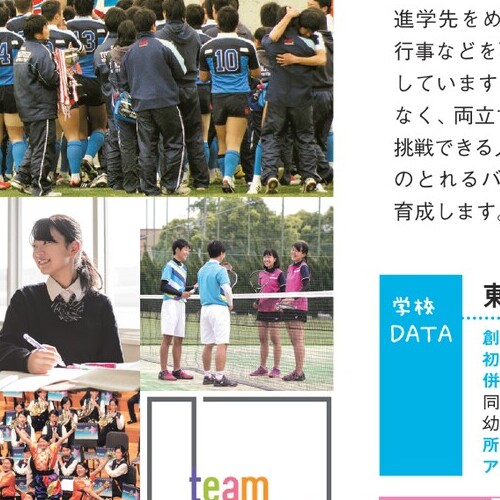 進学先をめ
行事などを
しています
なく、両立
挑戦できる
のとれるバ
育成します。
学校
DATA
東
創
初
併
同
幼
所
ア
team
10
13
4